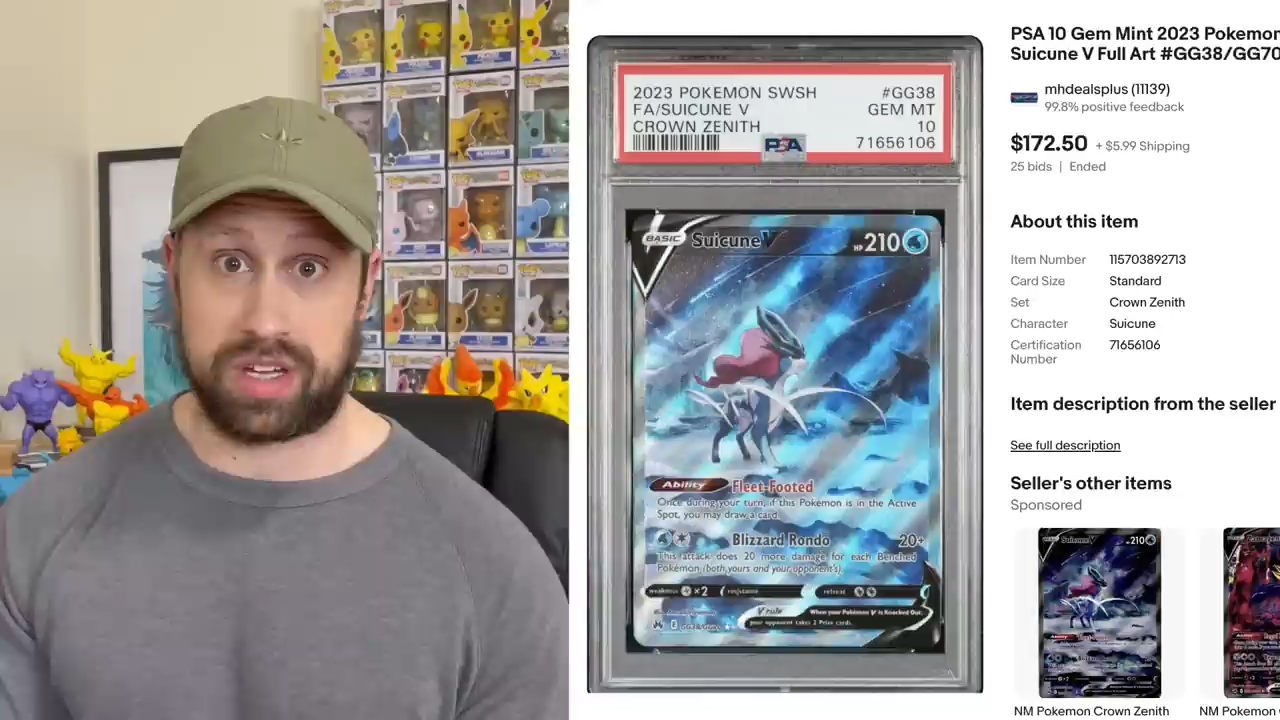 2023 POKEMON SWSH #GG38
FA/SUICUNE V GEM MT
CROWN ZENITH 10
PSA 71656106
BASIC Suicune V HP 210
Ability Fleet-Footed
Once during your turn, if this Pokémon is in the Active
Spot, you may draw a card.
Blizzard Rondo 20+
This attack does 20 more damage for each Benched
Pokémon (both yours and your opponent's).
weakness ×2 resistance retreat
V rule When your Pokémon V is Knocked Out,
your opponent takes 2 Prize cards.
PSA 10 Gem Mint 2023 Pokemon
Suicune V Full Art #GG38/GG70
mhdealsplus (11139)
99.8% positive feedback
$172.50 + $5.99 Shipping
25 bids | Ended
About this item
Item Number 115703892713
Card Size Standard
Set Crown Zenith
Character Suicune
Certification 71656106
Number
Item description from the seller
See full description
Seller's other items
Sponsored
Suicune V 210
NM Pokemon Crown Zenith
NM Pokemon